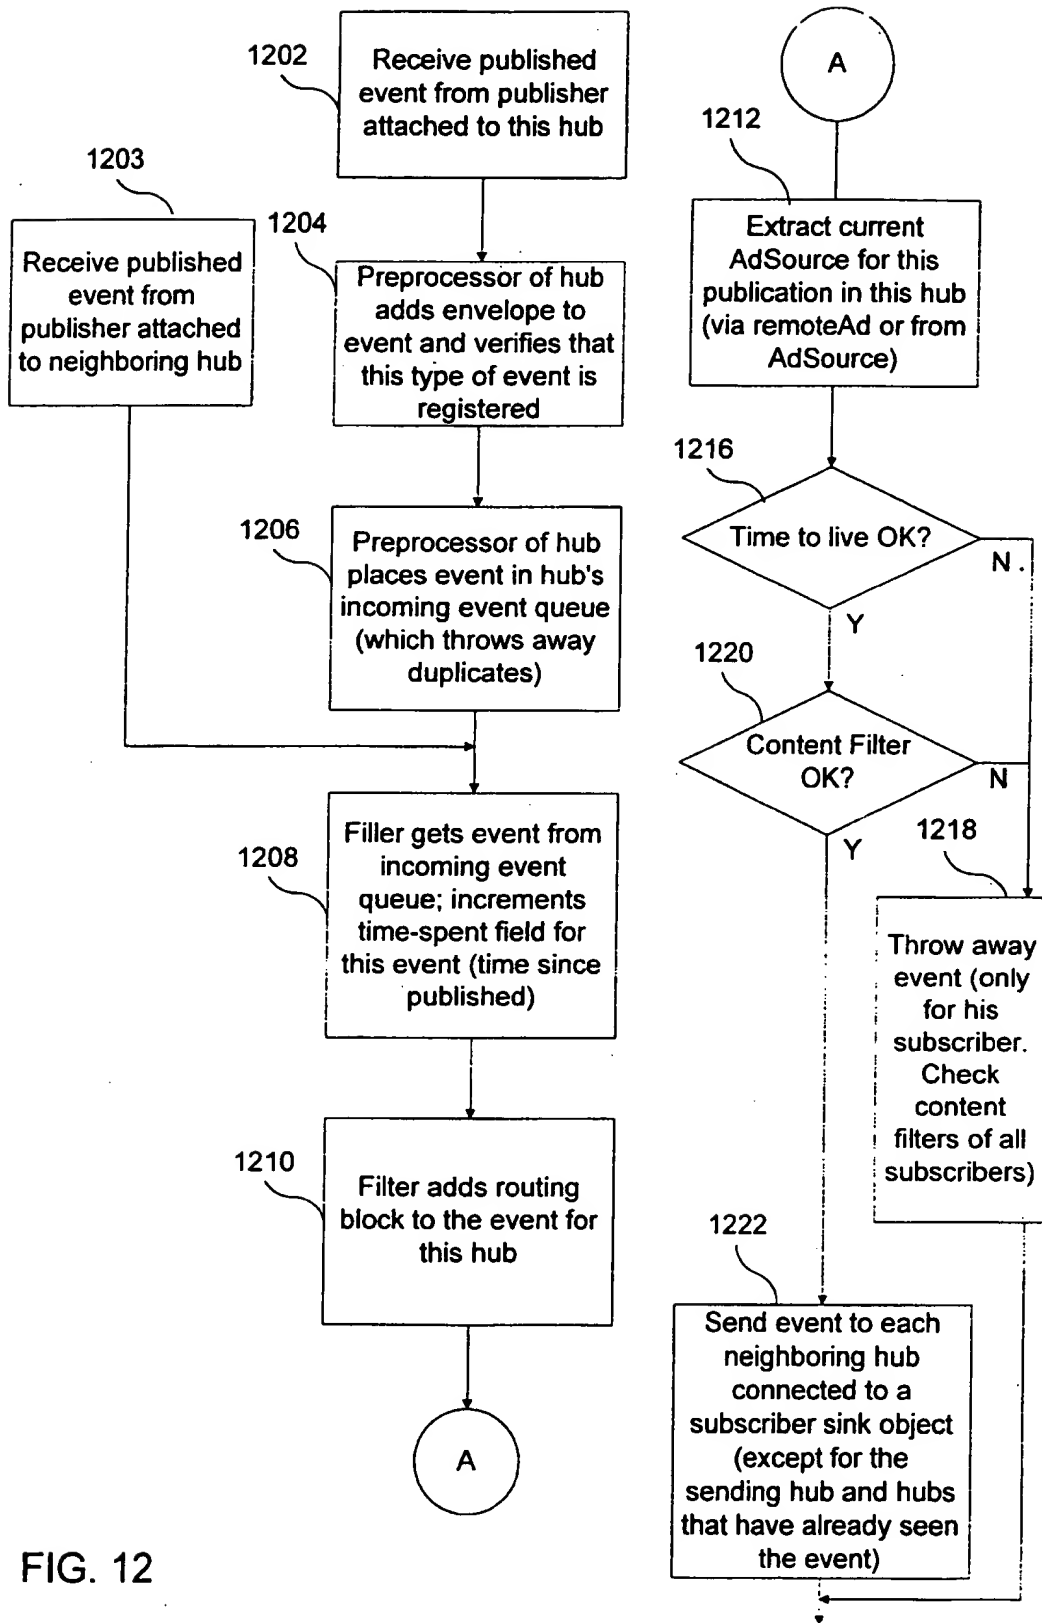 1202
Receive published
event from publisher
attached to this hub
1203
Receive published
event from
publisher attached
to neighboring hub
1204
Preprocessor of hub
adds envelope to
event and verifies that
this type of event is
registered
1206
Preprocessor of hub
places event in hub's
incoming event queue
(which throws away
duplicates)
1208
Filler gets event from
incoming event
queue; increments
time-spent field for
this event (time since
published)
1210
Filter adds routing
block to the event for
this hub
A
A
1212
Extract current
AdSource for this
publication in this hub
(via remoteAd or from
AdSource)
1216
Time to live OK?
N.
Y
1220
Content Filter
OK?
N
Y
1218
Throw away
event (only
for his
subscriber.
Check
content
filters of all
subscribers)
1222
Send event to each
neighboring hub
connected to a
subscriber sink object
(except for the
sending hub and hubs
that have already seen
the event)
FIG. 12